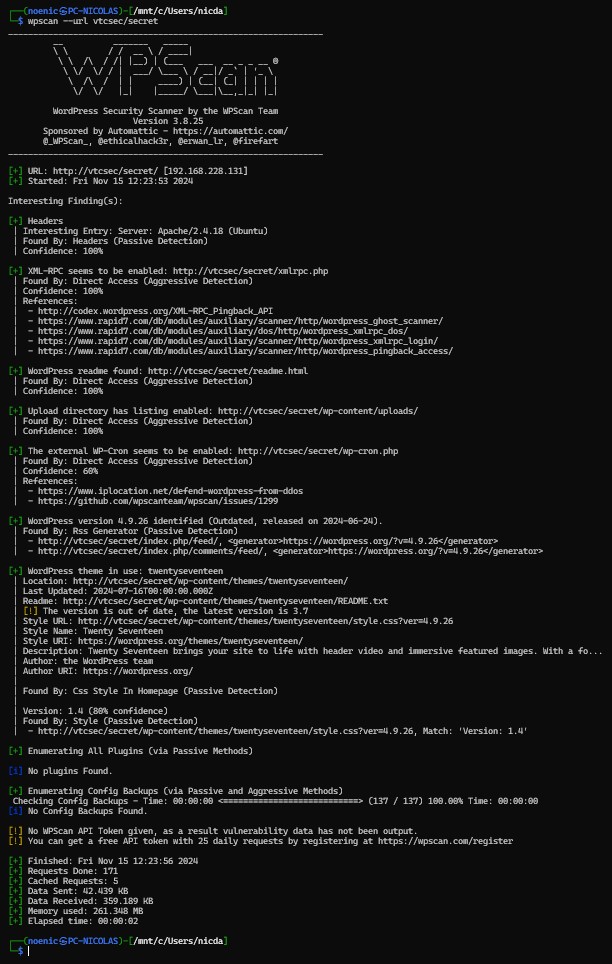 ┌──(noenic㉿PC-NICOLAS)-[/mnt/c/Users/nicda]
└─$ wpscan --url vtcsec/secret
_______________________________________________________________
         __          _______   _____
         \ \        / /  __ \ / ____|
          \ \  /\  / /| |__) | (___   ___  __ _ _ __ ®
           \ \/  \/ / |  ___/ \___ \ / __|/ _` | '_ \
            \  /\  /  | |     ____) | (__| (_| | | | |
             \/  \/   |_|    |_____/ \___|\__,_|_| |_|

         WordPress Security Scanner by the WPScan Team
                         Version 3.8.25
       Sponsored by Automattic - https://automattic.com/
       @_WPScan_, @ethicalhack3r, @erwan_lr, @firefart
_______________________________________________________________

[+] URL: http://vtcsec/secret/ [192.168.228.131]
[+] Started: Fri Nov 15 12:23:53 2024

Interesting Finding(s):

[+] Headers
 | Interesting Entry: Server: Apache/2.4.18 (Ubuntu)
 | Found By: Headers (Passive Detection)
 | Confidence: 100%

[+] XML-RPC seems to be enabled: http://vtcsec/secret/xmlrpc.php
 | Found By: Direct Access (Aggressive Detection)
 | Confidence: 100%
 | References:
 |  - http://codex.wordpress.org/XML-RPC_Pingback_API
 |  - https://www.rapid7.com/db/modules/auxiliary/scanner/http/wordpress_ghost_scanner/
 |  - https://www.rapid7.com/db/modules/auxiliary/dos/http/wordpress_xmlrpc_dos/
 |  - https://www.rapid7.com/db/modules/auxiliary/scanner/http/wordpress_xmlrpc_login/
 |  - https://www.rapid7.com/db/modules/auxiliary/scanner/http/wordpress_pingback_access/

[+] WordPress readme found: http://vtcsec/secret/readme.html
 | Found By: Direct Access (Aggressive Detection)
 | Confidence: 100%

[+] Upload directory has listing enabled: http://vtcsec/secret/wp-content/uploads/
 | Found By: Direct Access (Aggressive Detection)
 | Confidence: 100%

[+] The external WP-Cron seems to be enabled: http://vtcsec/secret/wp-cron.php
 | Found By: Direct Access (Aggressive Detection)
 | Confidence: 60%
 | References:
 |  - https://www.iplocation.net/defend-wordpress-from-ddos
 |  - https://github.com/wpscanteam/wpscan/issues/1299

[+] WordPress version 4.9.26 identified (Outdated, released on 2024-06-24).
 | Found By: Rss Generator (Passive Detection)
 |  - http://vtcsec/secret/index.php/feed/, <generator>https://wordpress.org/?v=4.9.26</generator>
 |  - http://vtcsec/secret/index.php/comments/feed/, <generator>https://wordpress.org/?v=4.9.26</generator>

[+] WordPress theme in use: twentyseventeen
 | Location: http://vtcsec/secret/wp-content/themes/twentyseventeen/
 | Last Updated: 2024-07-16T00:00:00.000Z
 | Readme: http://vtcsec/secret/wp-content/themes/twentyseventeen/README.txt
 | [!] The version is out of date, the latest version is 3.7
 | Style URL: http://vtcsec/secret/wp-content/themes/twentyseventeen/style.css?ver=4.9.26
 | Style Name: Twenty Seventeen
 | Style URI: https://wordpress.org/themes/twentyseventeen/
 | Description: Twenty Seventeen brings your site to life with header video and immersive featured images. With a fo...
 | Author: the WordPress team
 | Author URI: https://wordpress.org/
 |
 | Found By: Css Style In Homepage (Passive Detection)
 |
 | Version: 1.4 (80% confidence)
 | Found By: Style (Passive Detection)
 |  - http://vtcsec/secret/wp-content/themes/twentyseventeen/style.css?ver=4.9.26, Match: 'Version: 1.4'

[+] Enumerating All Plugins (via Passive Methods)

[i] No plugins Found.

[+] Enumerating Config Backups (via Passive and Aggressive Methods)
 Checking Config Backups - Time: 00:00:00 <===========================> (137 / 137) 100.00% Time: 00:00:00
[i] No Config Backups Found.

[!] No WPScan API Token given, as a result vulnerability data has not been output.
[!] You can get a free API token with 25 daily requests by registering at https://wpscan.com/register

[+] Finished: Fri Nov 15 12:23:56 2024
[+] Requests Done: 171
[+] Cached Requests: 5
[+] Data Sent: 42.439 KB
[+] Data Received: 359.189 KB
[+] Memory used: 261.348 MB
[+] Elapsed time: 00:00:02

┌──(noenic㉿PC-NICOLAS)-[/mnt/c/Users/nicda]
└─$